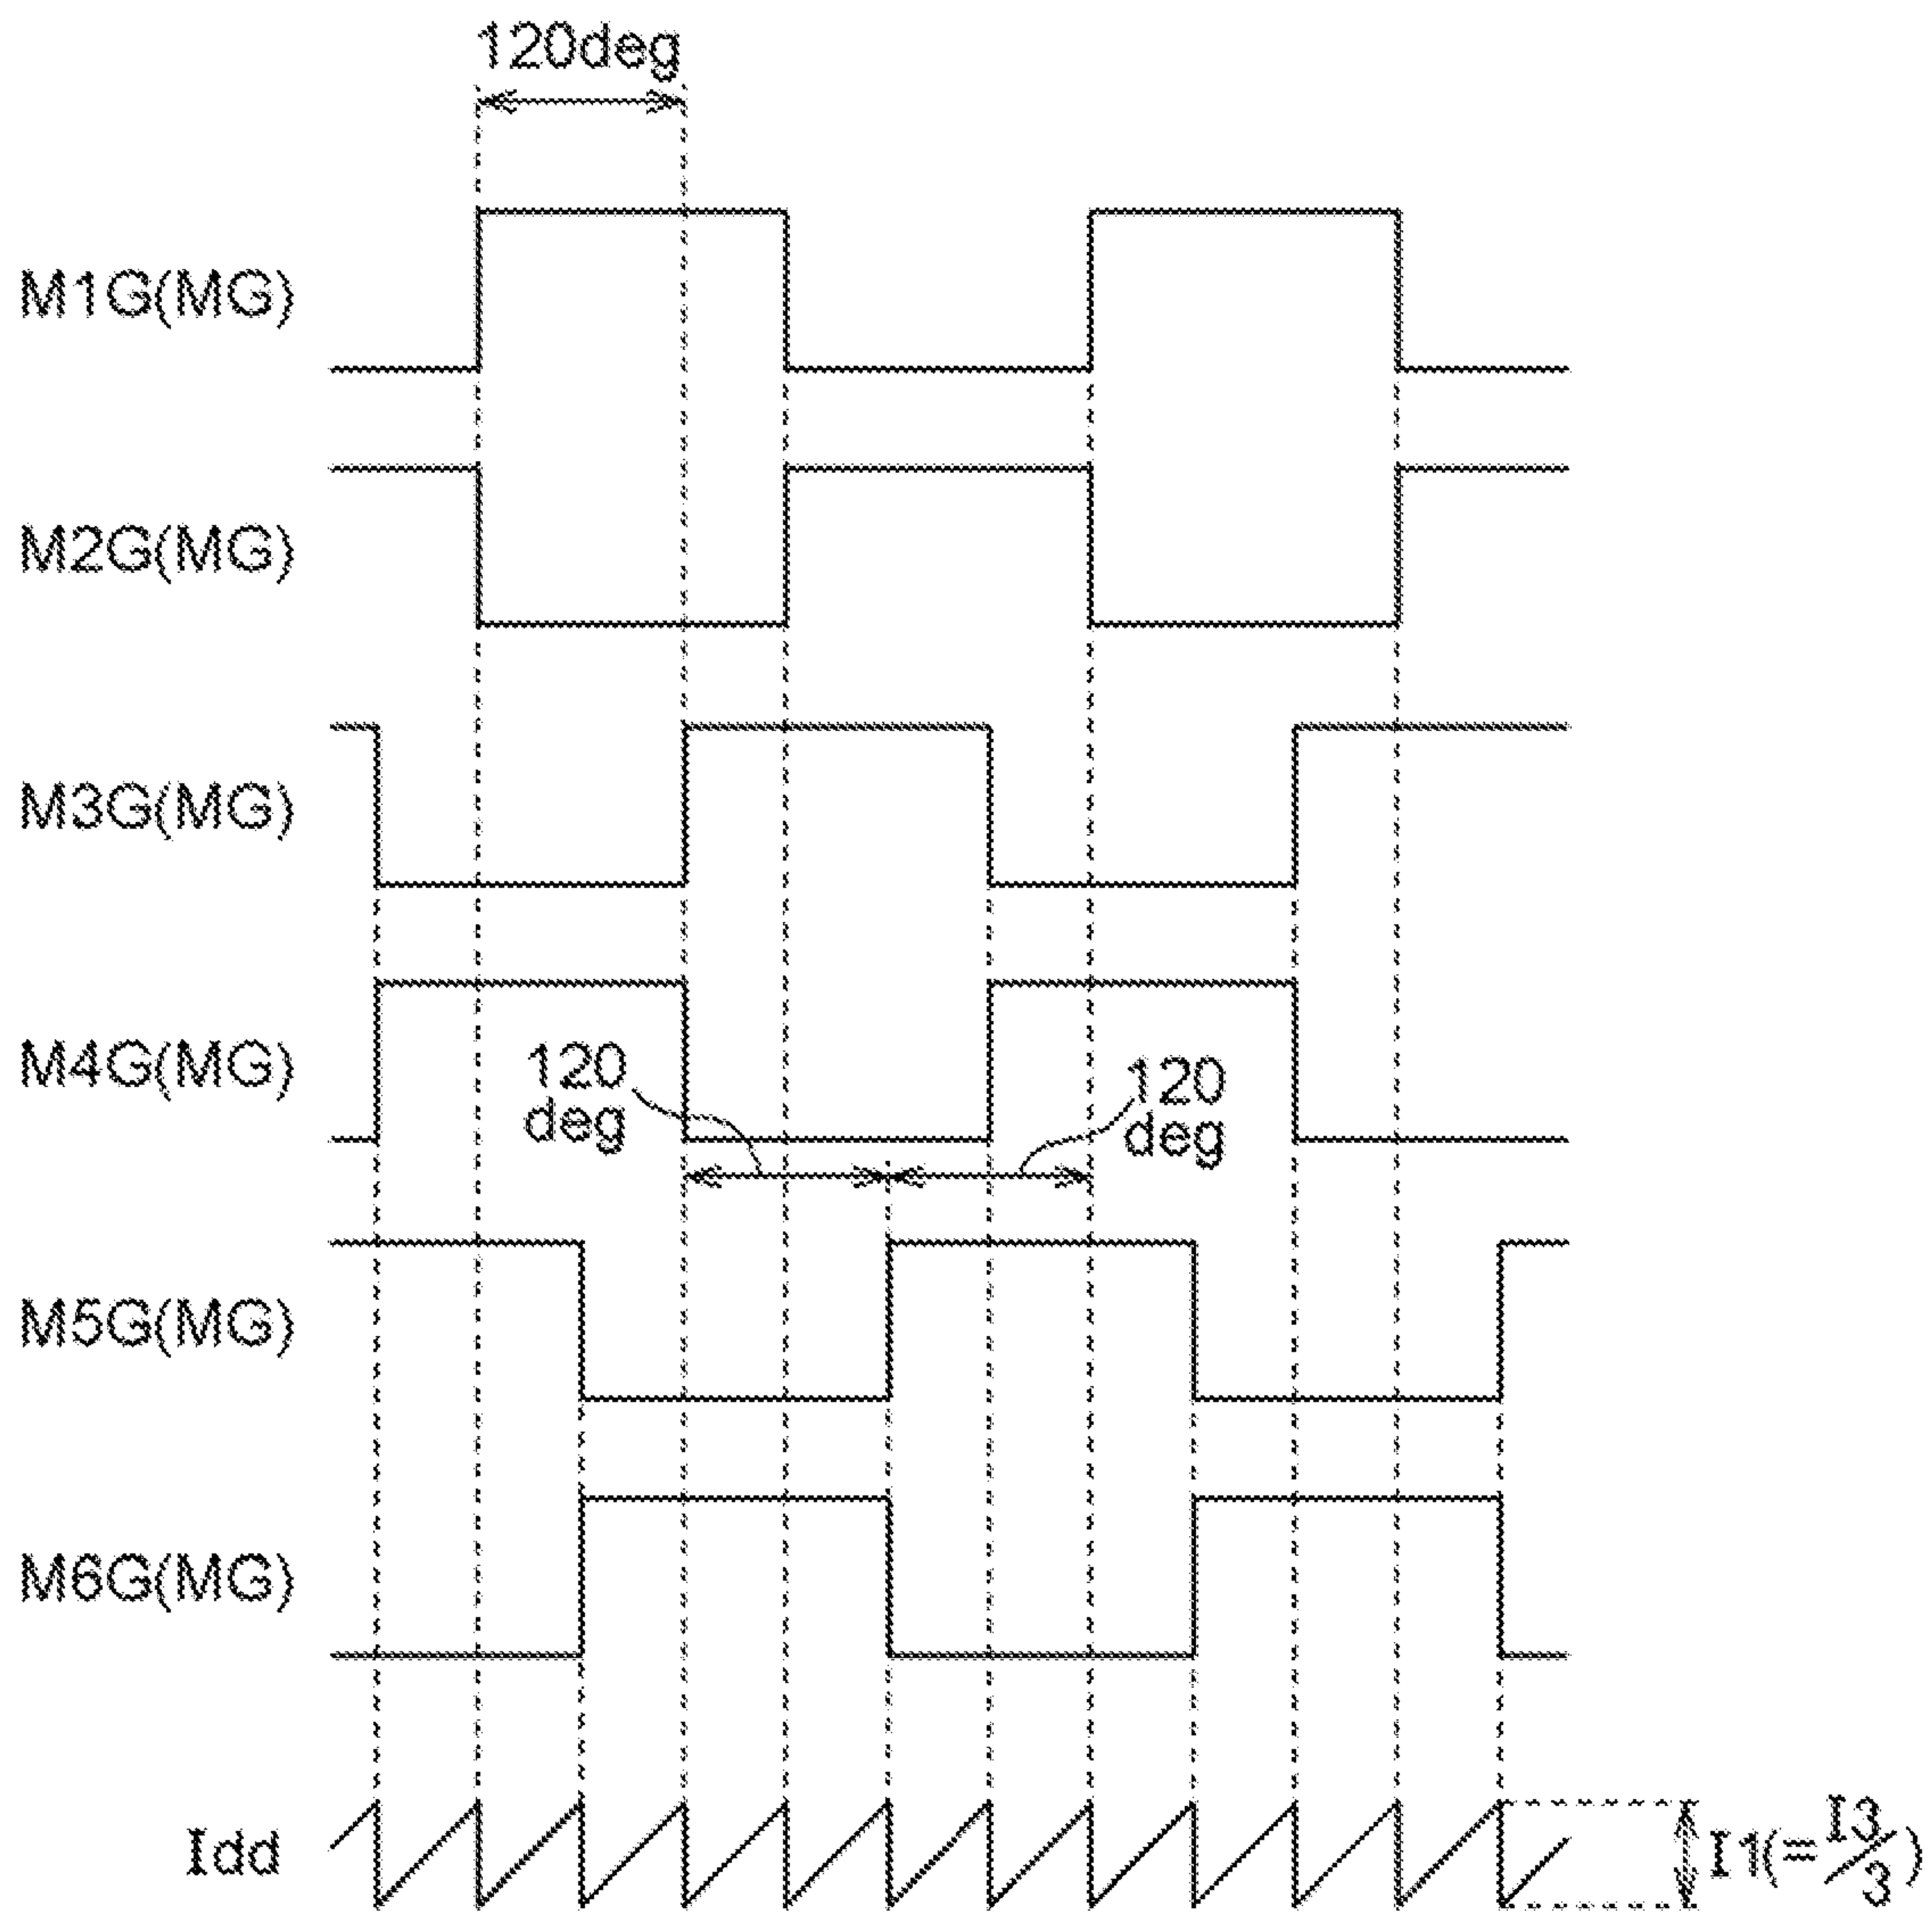 120deg
M1G(MG)
M2G(MG)
M3G(MG)
M4G(MG)
120
deg
120
deg
M5G(MG)
M6G(MG)
Idd
I1(=I3/3)